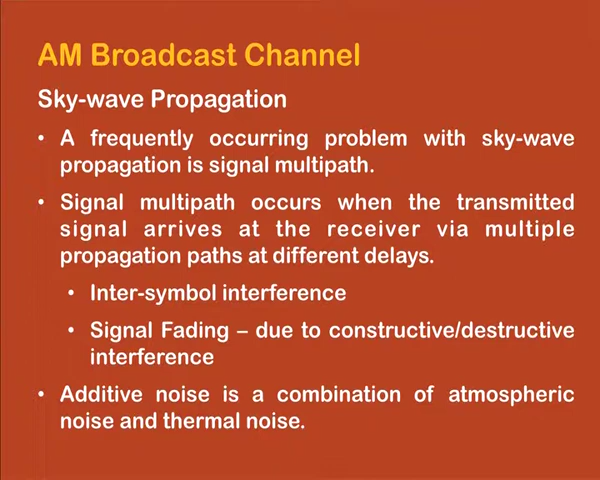 AM Broadcast Channel
Sky-wave Propagation
• A frequently occurring problem with sky-wave
propagation is signal multipath.
• Signal multipath occurs when the transmitted
signal arrives at the receiver via multiple
propagation paths at different delays.
• Inter-symbol interference
• Signal Fading – due to constructive/destructive
interference
• Additive noise is a combination of atmospheric
noise and thermal noise.